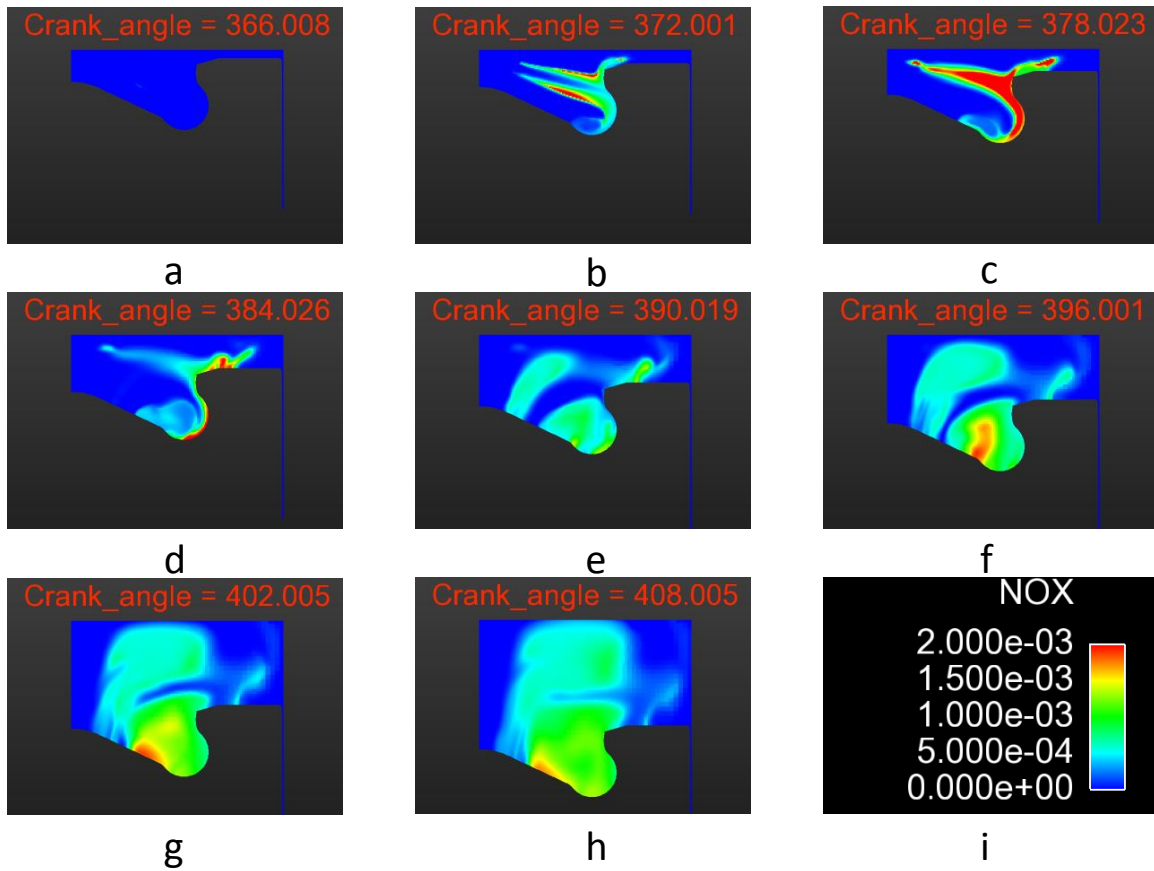 Crank_angle = 366.008
Crank_angle = 372.001
Crank_angle = 378.023
a
b
c
Crank_angle = 384.026
Crank_angle = 390.019
Crank_angle = 396.001
d
e
f
Crank_angle = 402.005
Crank_angle = 408.005
NOX
2.000e-03
1.500e-03
1.000e-03
5.000e-04
0.000e+00
g
h
i